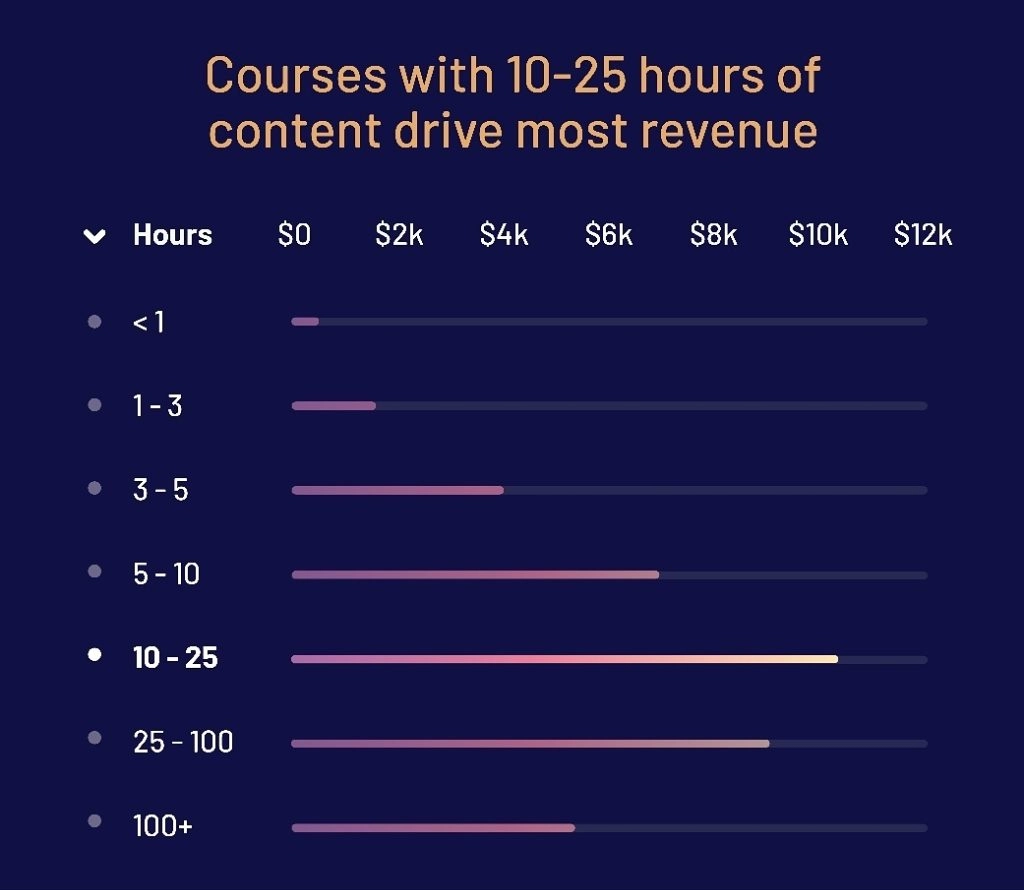 Courses with 10-25 hours of
content drive most revenue
Hours $0 $2k $4k $6k $8k $10k $12k
< 1
1 - 3
3 - 5
5 - 10
10 - 25
25 - 100
100+